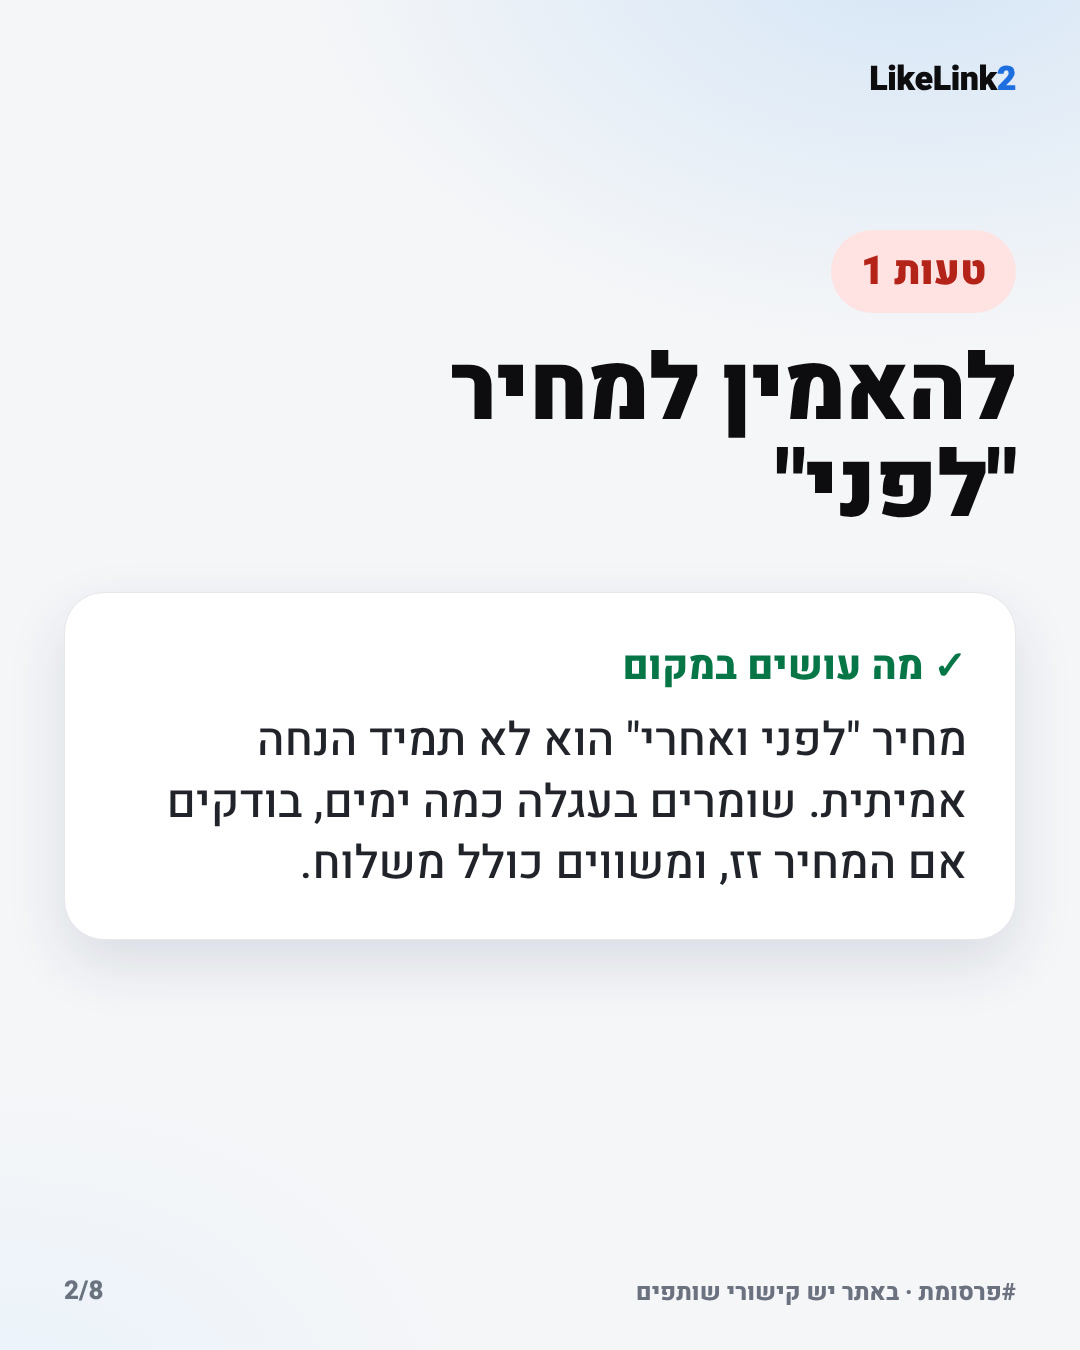 LikeLink2
טעות 1
להאמין למחיר
"לפני"
✓ מה עושים במקום
מחיר "לפני ואחרי" הוא לא תמיד הנחה
אמיתית. שומרים בעגלה כמה ימים, בודקים
אם המחיר זז, ומשווים כולל משלוח.
#פרסומת · באתר יש קישורי שותפים
2/8